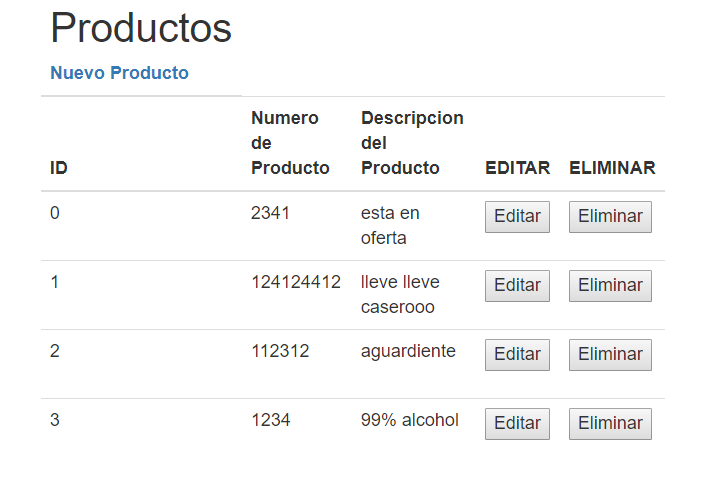 Productos
Nuevo Producto
ID Numero de Producto Descripcion del Producto EDITAR ELIMINAR
0 2341 esta en oferta Editar Eliminar
1 124124412 lleve lleve caserooo Editar Eliminar
2 112312 aguardiente Editar Eliminar
3 1234 99% alcohol Editar Eliminar